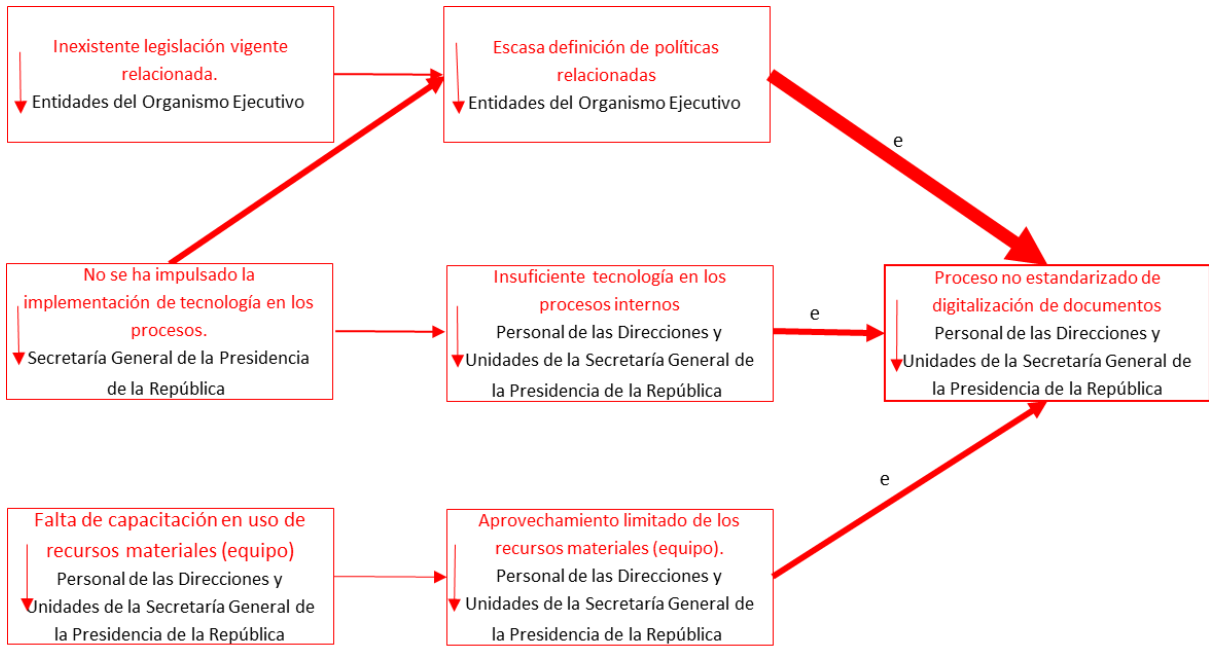 Inexistente legislación vigente
relacionada.
Entidades del Organismo Ejecutivo
Escasa definición de políticas
relacionadas
Entidades del Organismo Ejecutivo
e
No se ha impulsado la
implementación de tecnología en los
procesos.
Secretaría General de la Presidencia
de la República
Insuficiente tecnología en los
procesos internos
Personal de las Direcciones y
Unidades de la Secretaría General de
la Presidencia de la República
e
Proceso no estandarizado de
digitalización de documentos
Personal de las Direcciones y
Unidades de la Secretaría General de
la Presidencia de la República
Falta de capacitación en uso de
recursos materiales (equipo)
Personal de las Direcciones y
Unidades de la Secretaría General de
la Presidencia de la República
Aprovechamiento limitado de los
recursos materiales (equipo).
Personal de las Direcciones y
Unidades de la Secretaría General de
la Presidencia de la República
e